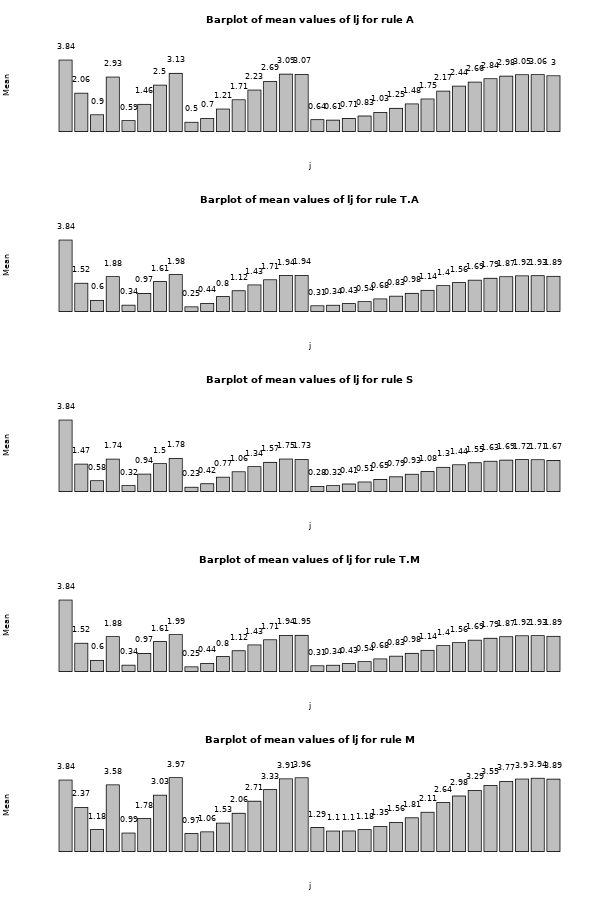 Barplot of mean values of lj for rule A
Mean
3.84 2.06 0.9 2.93 0.59 1.46 2.5 3.13 0.5 0.7 1.21 1.71 2.23 2.69 3.09 3.07 0.64 0.61 0.71 0.83 1.03 1.25 1.48 1.75 2.17 2.44 2.66 2.84 2.98 3.05 3.06 3
j
Barplot of mean values of lj for rule T.A
Mean
3.84 1.52 0.6 1.88 0.34 0.97 1.61 1.98 0.25 0.44 0.8 1.12 1.43 1.71 1.94 1.94 0.31 0.34 0.43 0.54 0.68 0.83 0.98 1.14 1.4 1.56 1.69 1.79 1.87 1.92 1.93 1.89
j
Barplot of mean values of lj for rule S
Mean
3.84 1.47 0.58 1.74 0.32 0.94 1.5 1.78 0.23 0.42 0.77 1.06 1.34 1.57 1.75 1.73 0.28 0.32 0.41 0.51 0.65 0.79 0.93 1.08 1.3 1.44 1.55 1.63 1.69 1.72 1.71 1.67
j
Barplot of mean values of lj for rule T.M
Mean
3.84 1.52 0.6 1.88 0.34 0.97 1.61 1.99 0.25 0.44 0.8 1.12 1.43 1.71 1.94 1.95 0.31 0.34 0.43 0.54 0.68 0.83 0.98 1.14 1.4 1.56 1.69 1.79 1.87 1.92 1.93 1.89
j
Barplot of mean values of lj for rule M
Mean
3.84 2.37 1.18 3.58 0.99 1.78 3.03 3.97 0.97 1.06 1.53 2.06 2.71 3.33 3.91 3.96 1.29 1.1 1.1 1.18 1.35 1.56 1.81 2.11 2.64 2.98 3.29 3.55 3.77 3.9 3.94 3.89
j